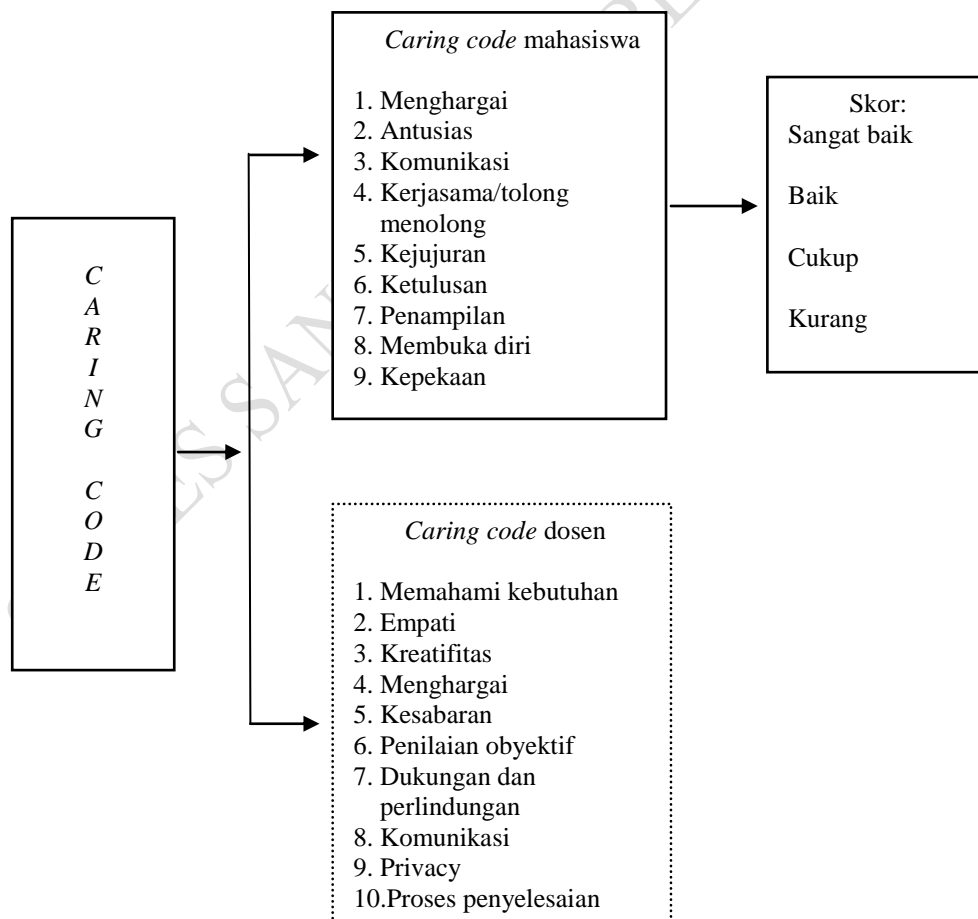 Caring code mahasiswa
1. Menghargai
2. Antusias
3. Komunikasi
4. Kerjasama/tolong
menolong
5. Kejujuran
6. Ketulusan
7. Penampilan
8. Membuka diri
9. Kepekaan
Skor:
Sangat baik
Baik
Cukup
Kurang
C
A
R
I
N
G
C
O
D
E
Caring code dosen
1. Memahami kebutuhan
2. Empati
3. Kreatifitas
4. Menghargai
5. Kesabaran
6. Penilaian obyektif
7. Dukungan dan
perlindungan
8. Komunikasi
9. Privacy
10.Proses penyelesaian